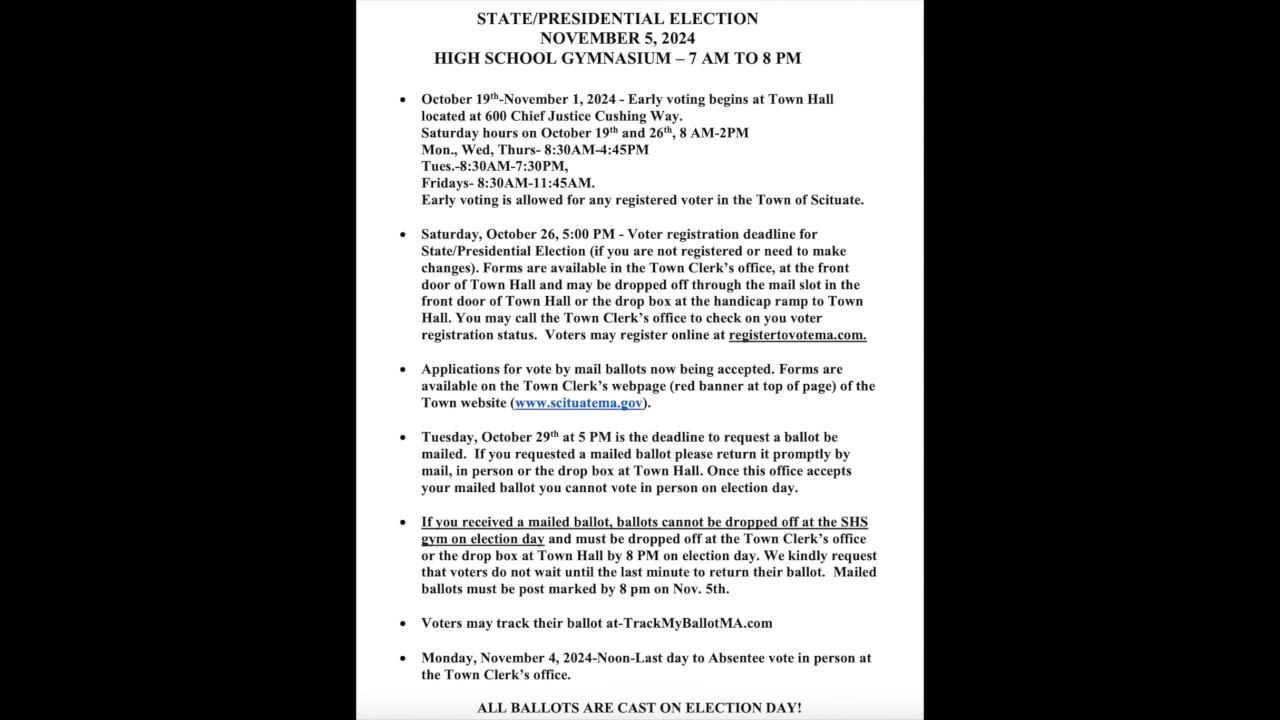 STATE/PRESIDENTIAL ELECTION
NOVEMBER 5, 2024
HIGH SCHOOL GYMNASIUM – 7 AM TO 8 PM
• October 19th-November 1, 2024 - Early voting begins at Town Hall
located at 600 Chief Justice Cushing Way.
Saturday hours on October 19th and 26th, 8 AM-2PM
Mon., Wed, Thurs- 8:30AM-4:45PM
Tues.-8:30AM-7:30PM,
Fridays- 8:30AM-11:45AM.
Early voting is allowed for any registered voter in the Town of Scituate.
• Saturday, October 26, 5:00 PM - Voter registration deadline for
State/Presidential Election (if you are not registered or need to make
changes). Forms are available in the Town Clerk's office, at the front
door of Town Hall and may be dropped off through the mail slot in the
front door of Town Hall or the drop box at the handicap ramp to Town
Hall. You may call the Town Clerk's office to check on you voter
registration status.  Voters may register online at registertovotema.com.
• Applications for vote by mail ballots now being accepted. Forms are
available on the Town Clerk's webpage (red banner at top of page) of the
Town website (www.scituatema.gov).
• Tuesday, October 29th at 5 PM is the deadline to request a ballot be
mailed.  If you requested a mailed ballot please return it promptly by
mail, in person or the drop box at Town Hall. Once this office accepts
your mailed ballot you cannot vote in person on election day.
• If you received a mailed ballot, ballots cannot be dropped off at the SHS
gym on election day and must be dropped off at the Town Clerk's office
or the drop box at Town Hall by 8 PM on election day. We kindly request
that voters do not wait until the last minute to return their ballot.  Mailed
ballots must be post marked by 8 pm on Nov. 5th.
• Voters may track their ballot at-TrackMyBallotMA.com
• Monday, November 4, 2024-Noon-Last day to Absentee vote in person at
the Town Clerk's office.
ALL BALLOTS ARE CAST ON ELECTION DAY!